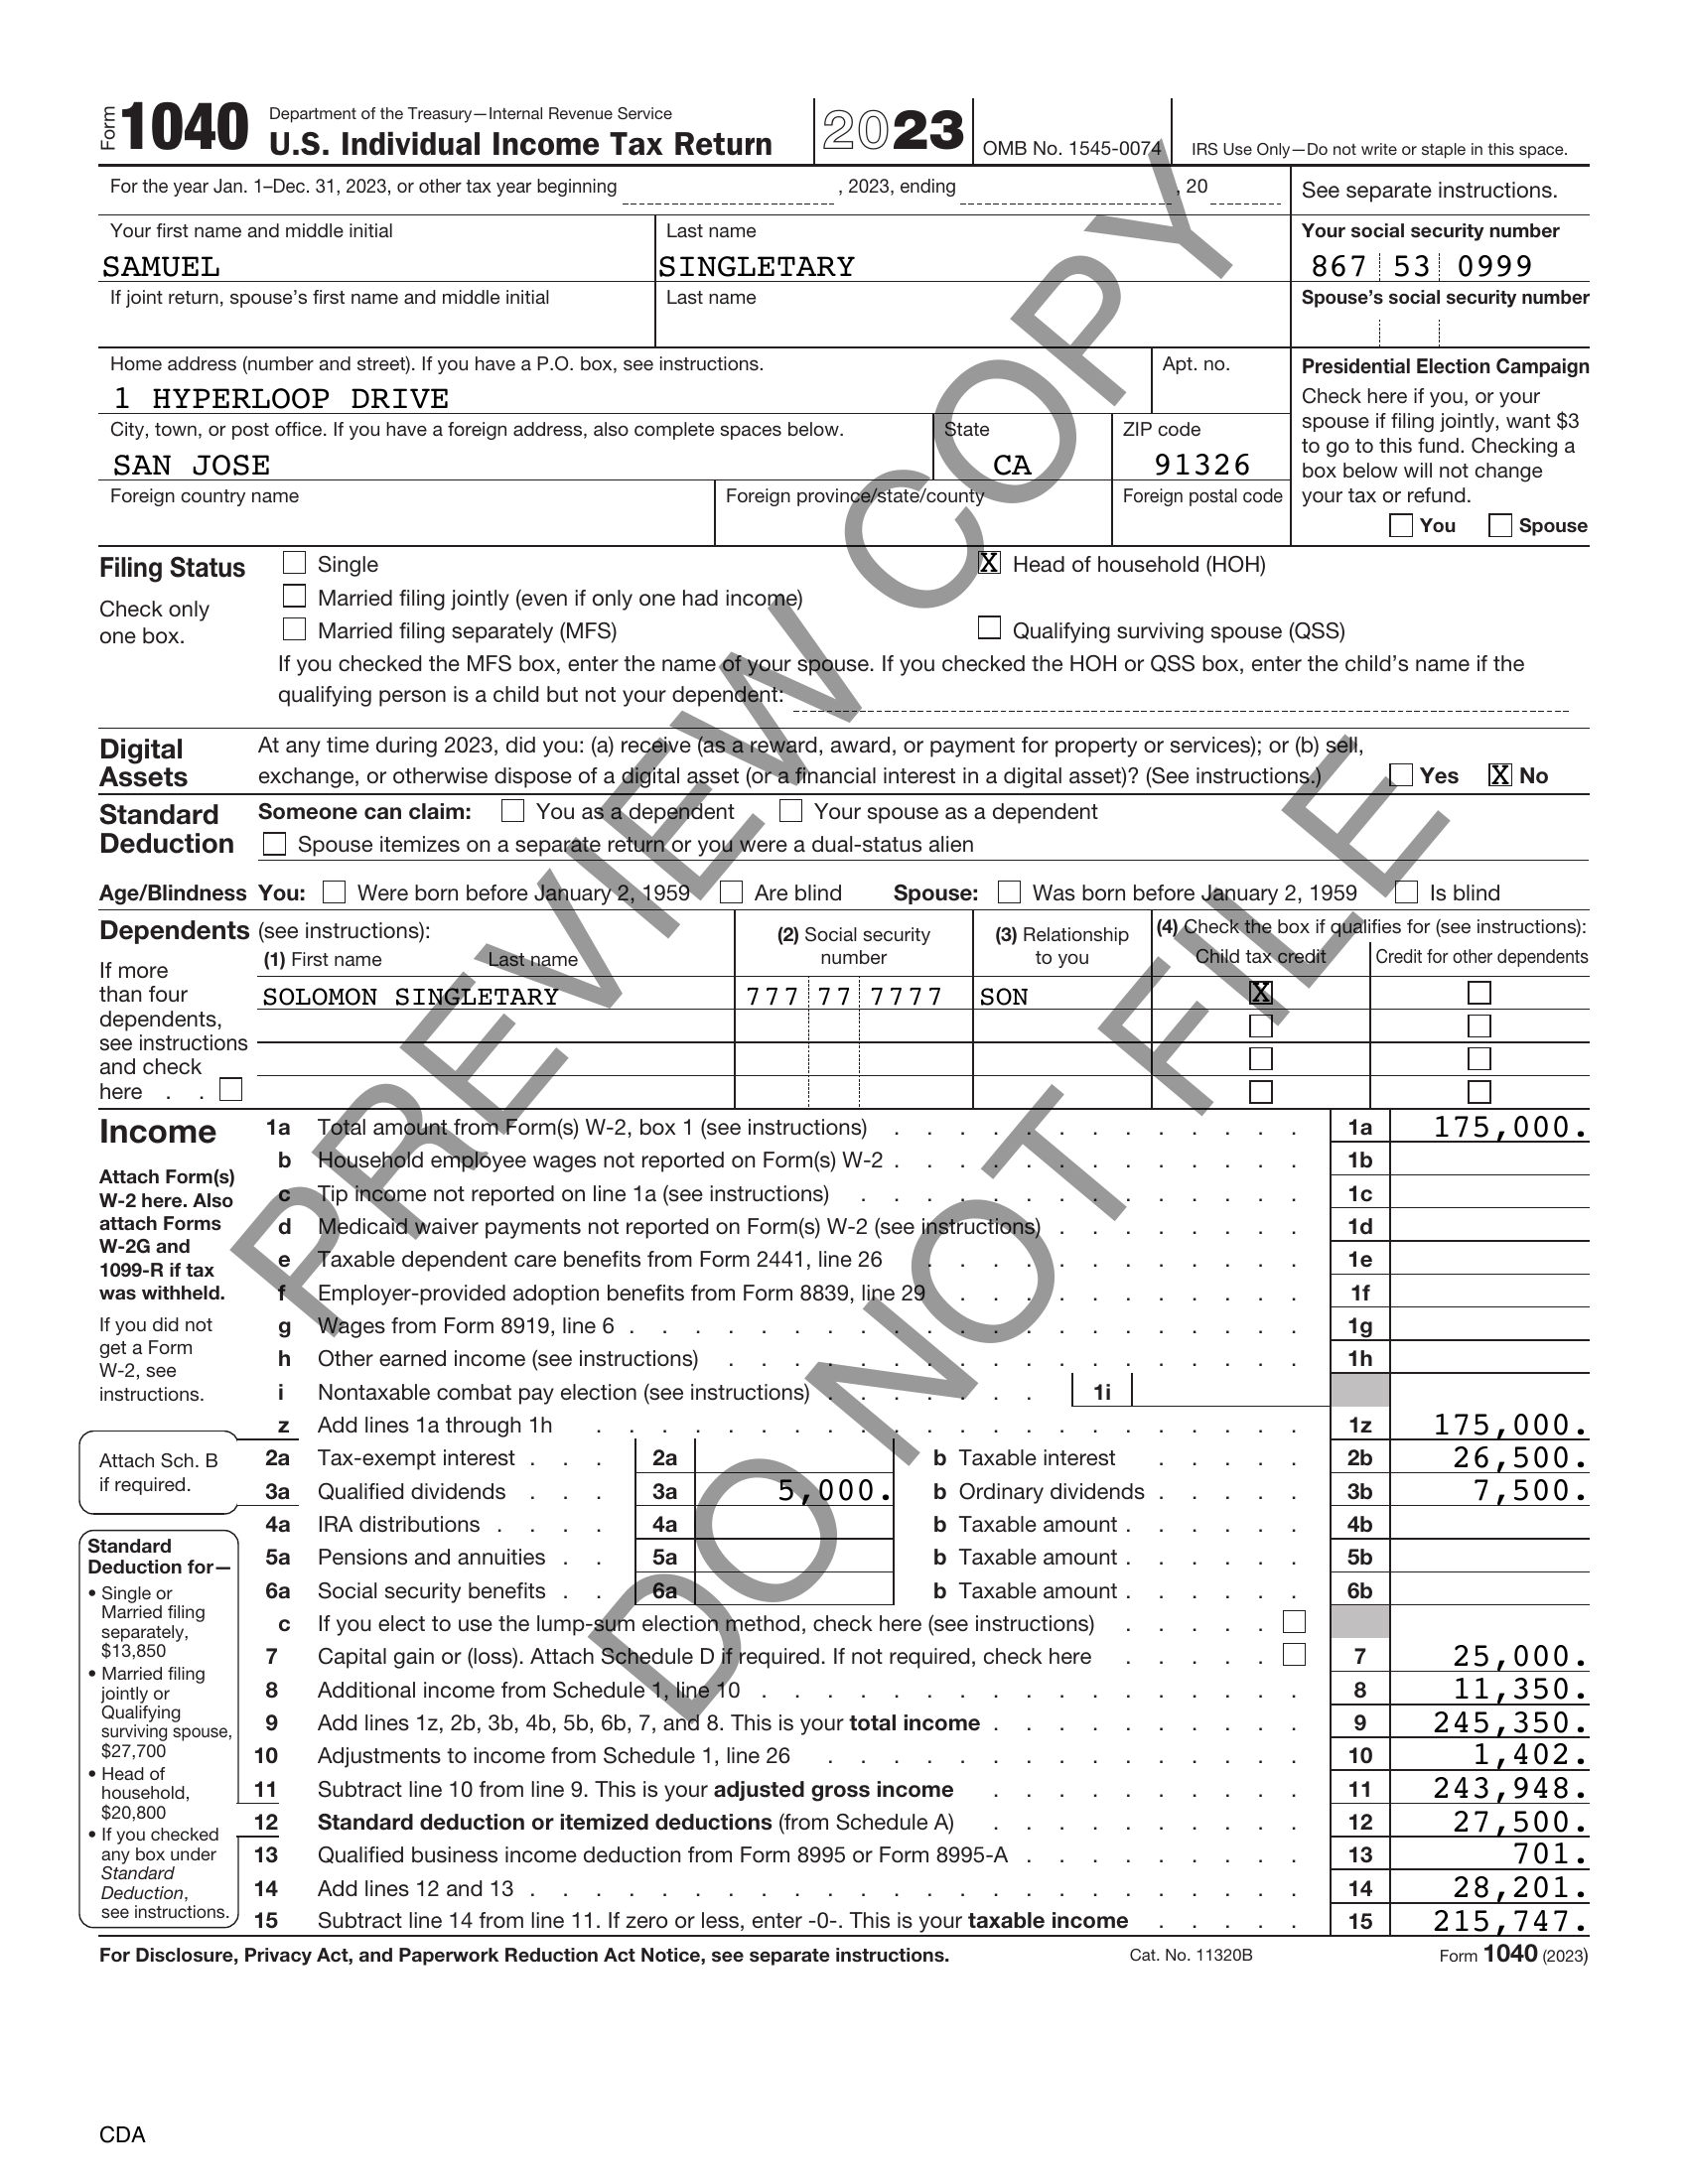 Form 1040 Department of the Treasury—Internal Revenue Service
U.S. Individual Income Tax Return 2023 OMB No. 1545-0074 IRS Use Only—Do not write or staple in this space.
For the year Jan. 1–Dec. 31, 2023, or other tax year beginning , 2023, ending , 20 See separate instructions.
Your first name and middle initial Last name Your social security number
SAMUEL SINGLETARY 867 53 0999
If joint return, spouse's first name and middle initial Last name Spouse's social security number
Home address (number and street). If you have a P.O. box, see instructions. Apt. no.
1 HYPERLOOP DRIVE
City, town, or post office. If you have a foreign address, also complete spaces below. State ZIP code
SAN JOSE CA 91326
Foreign country name Foreign province/state/county Foreign postal code
Presidential Election Campaign
Check here if you, or your
spouse if filing jointly, want $3
to go to this fund. Checking a
box below will not change
your tax or refund.
You Spouse
Filing Status
Check only
one box.
Single X Head of household (HOH)
Married filing jointly (even if only one had income)
Married filing separately (MFS) Qualifying surviving spouse (QSS)
If you checked the MFS box, enter the name of your spouse. If you checked the HOH or QSS box, enter the child's name if the
qualifying person is a child but not your dependent:
Digital
Assets
At any time during 2023, did you: (a) receive (as a reward, award, or payment for property or services); or (b) sell,
exchange, or otherwise dispose of a digital asset (or a financial interest in a digital asset)? (See instructions.) Yes X No
Standard
Deduction
Someone can claim: You as a dependent Your spouse as a dependent
Spouse itemizes on a separate return or you were a dual-status alien
Age/Blindness You: Were born before January 2, 1959 Are blind Spouse: Was born before January 2, 1959 Is blind
Dependents (see instructions): (2) Social security number (3) Relationship to you (4) Check the box if qualifies for (see instructions):
(1) First name Last name Child tax credit Credit for other dependents
If more
than four
dependents,
see instructions
and check
here . .
SOLOMON SINGLETARY 777 77 7777 SON X
Income
Attach Form(s)
W-2 here. Also
attach Forms
W-2G and
1099-R if tax
was withheld.
If you did not
get a Form
W-2, see
instructions.
1a Total amount from Form(s) W-2, box 1 (see instructions) 1a 175,000.
b Household employee wages not reported on Form(s) W-2 1b
c Tip income not reported on line 1a (see instructions) 1c
d Medicaid waiver payments not reported on Form(s) W-2 (see instructions) 1d
e Taxable dependent care benefits from Form 2441, line 26 1e
f Employer-provided adoption benefits from Form 8839, line 29 1f
g Wages from Form 8919, line 6 1g
h Other earned income (see instructions) 1h
i Nontaxable combat pay election (see instructions) 1i
z Add lines 1a through 1h 1z 175,000.
Attach Sch. B
if required.
2a Tax-exempt interest 2a b Taxable interest 2b 26,500.
3a Qualified dividends 3a 5,000. b Ordinary dividends 3b 7,500.
4a IRA distributions 4a b Taxable amount 4b
5a Pensions and annuities 5a b Taxable amount 5b
6a Social security benefits 6a b Taxable amount 6b
c If you elect to use the lump-sum election method, check here (see instructions)
7 Capital gain or (loss). Attach Schedule D if required. If not required, check here 7 25,000.
8 Additional income from Schedule 1, line 10 8 11,350.
9 Add lines 1z, 2b, 3b, 4b, 5b, 6b, 7, and 8. This is your total income 9 245,350.
10 Adjustments to income from Schedule 1, line 26 10 1,402.
11 Subtract line 10 from line 9. This is your adjusted gross income 11 243,948.
12 Standard deduction or itemized deductions (from Schedule A) 12 27,500.
13 Qualified business income deduction from Form 8995 or Form 8995-A 13 701.
14 Add lines 12 and 13 14 28,201.
15 Subtract line 14 from line 11. If zero or less, enter -0-. This is your taxable income 15 215,747.
Standard
Deduction for—
• Single or
Married filing
separately,
$13,850
• Married filing
jointly or
Qualifying
surviving spouse,
$27,700
• Head of
household,
$20,800
• If you checked
any box under
Standard
Deduction,
see instructions.
For Disclosure, Privacy Act, and Paperwork Reduction Act Notice, see separate instructions. Cat. No. 11320B Form 1040 (2023)
CDA
PREVIEW COPY
DO NOT FILE